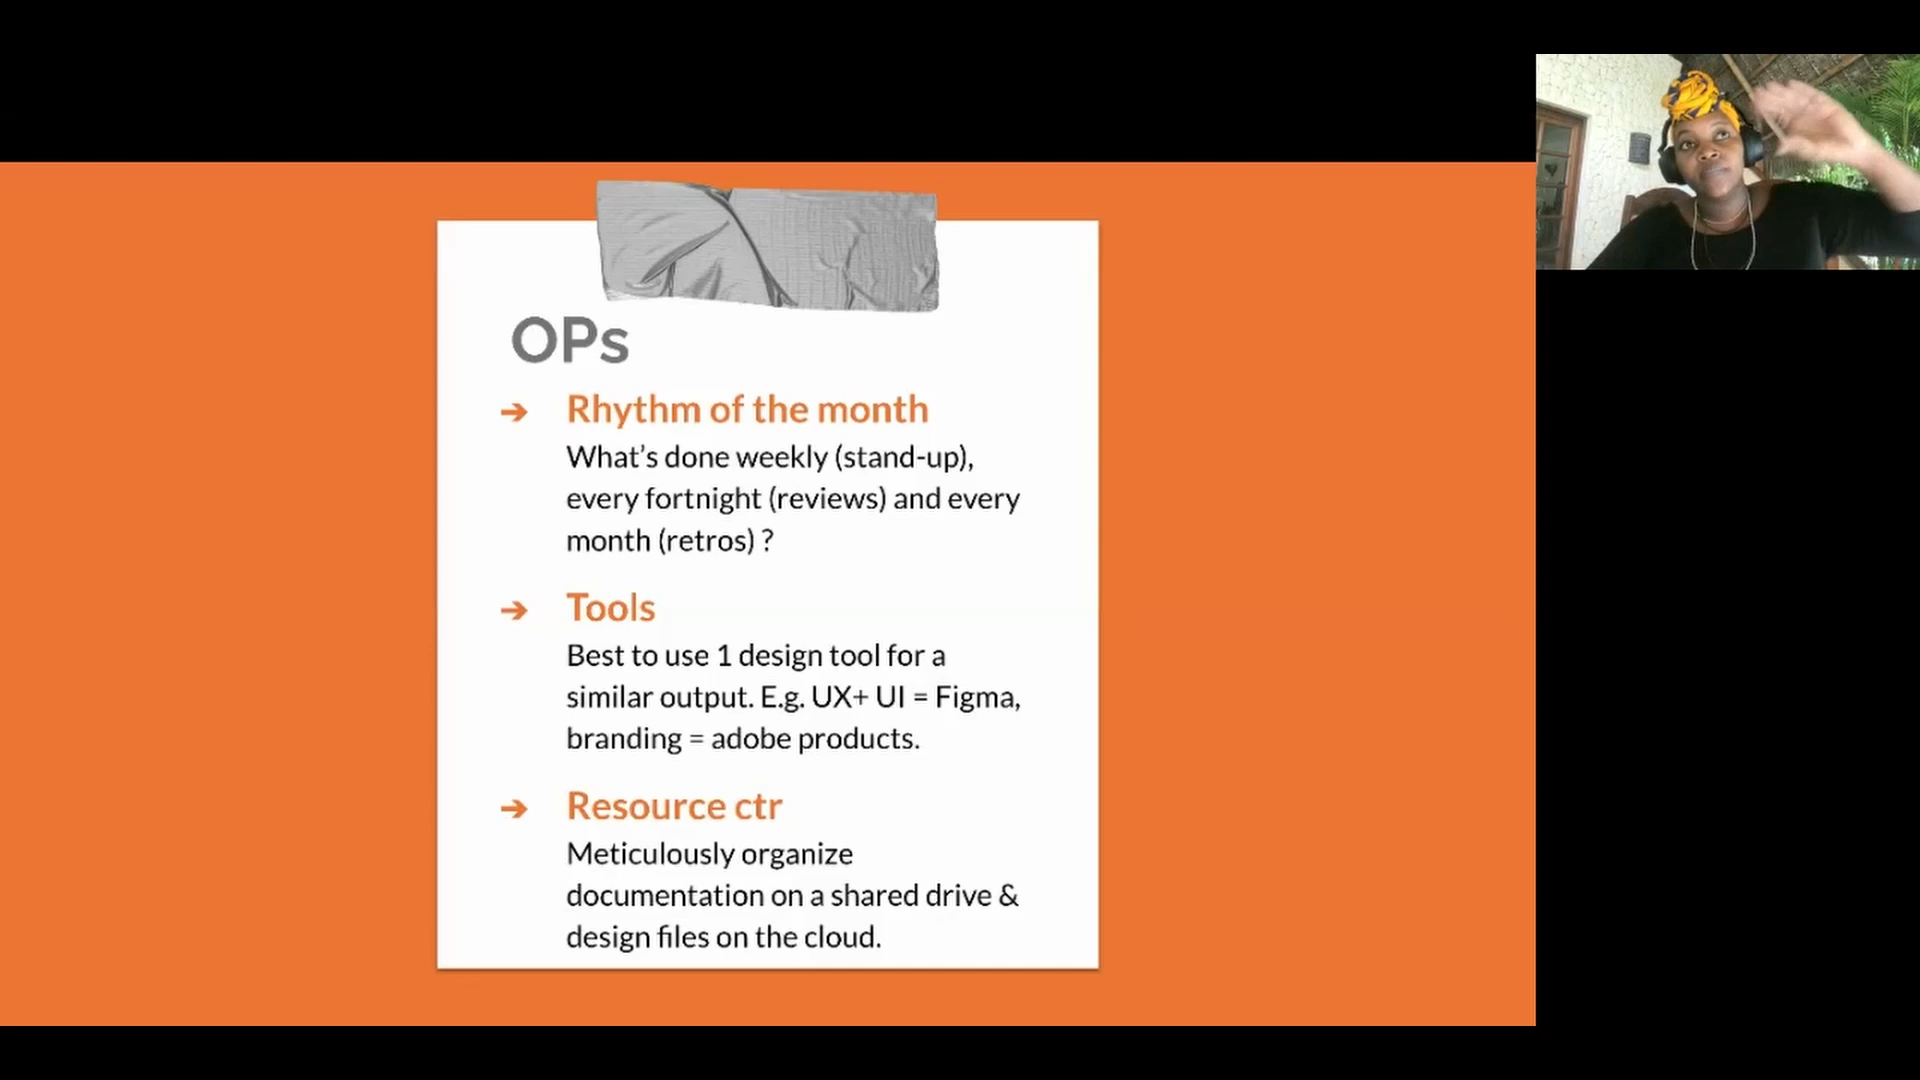 OPs
➔ Rhythm of the month
What’s done weekly (stand-up),
every fortnight (reviews) and every
month (retros) ?
➔ Tools
Best to use 1 design tool for a
similar output. E.g. UX+ UI = Figma,
branding = adobe products.
➔ Resource ctr
Meticulously organize
documentation on a shared drive &
design files on the cloud.